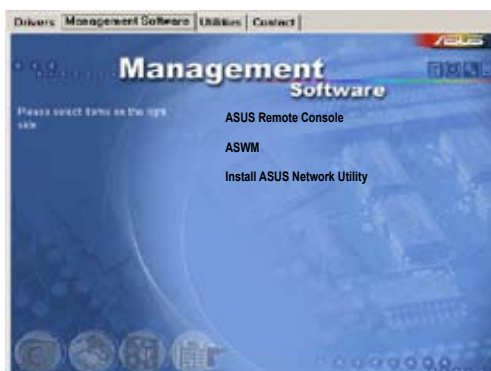 Drivers Management Software Utilities Contact
ASUS
Management
Software
Please select items on the right
side
ASUS Remote Console
ASWM
Install ASUS Network Utility